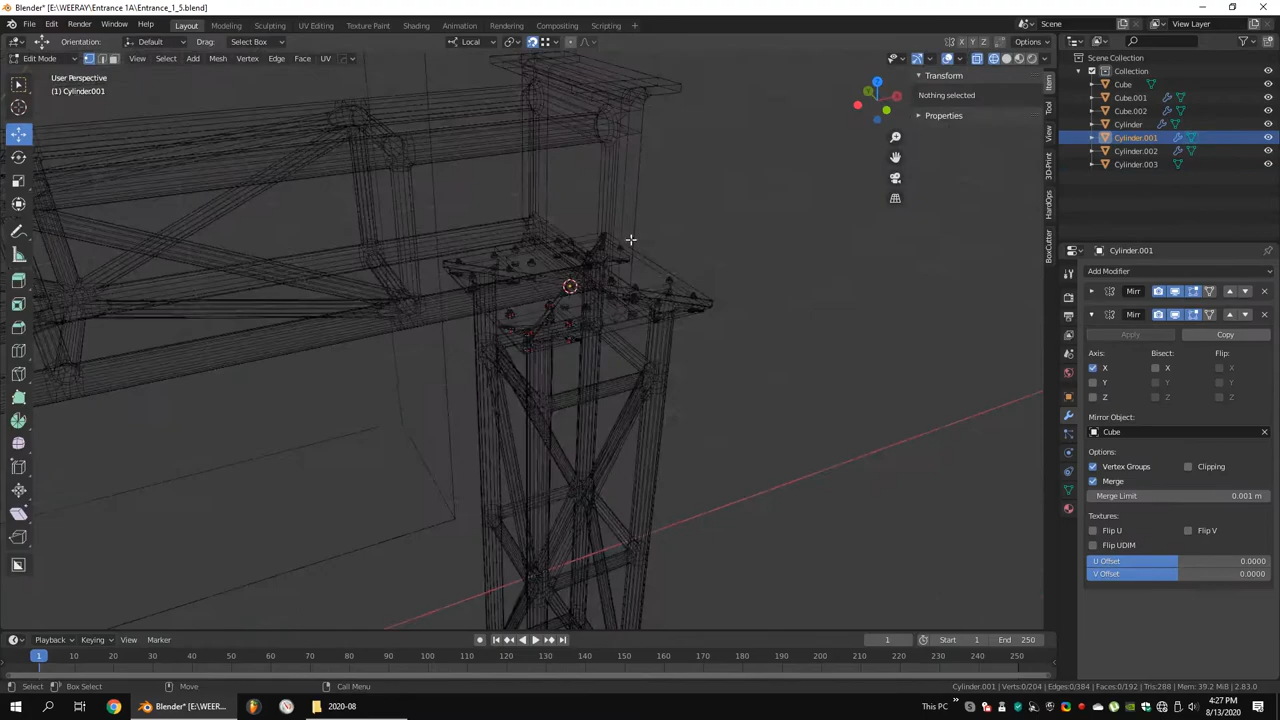 Blender* [E:\WEERAY\Entrance 1A\Entrance_1_5.blend]
File Edit Render Window Help Layout Modeling Sculpting UV Editing Texture Paint Shading Animation Rendering Compositing Scripting Scene View Layer
Orientation: Default Drag: Select Box Local X Y Z Options
Edit Mode View Select Add Mesh Vertex Edge Face UV
User Perspective
(1) Cylinder.001
Transform
Nothing selected
Properties
Item
Tool
View
3D-Print
HardOps
BoxCutter
Scene Collection
Collection
Cube
Cube.001
Cube.002
Cylinder
Cylinder.001
Cylinder.002
Cylinder.003
Cylinder.001
Add Modifier
Mirr
Mirr
Apply Copy
Axis: Bisect: Flip:
X X X
Y Y Y
Z Z Z
Mirror Object:
Cube
Options:
Vertex Groups Clipping
Merge
Merge Limit 0.001 m
Textures:
Flip U Flip V
Flip UDIM
U Offset 0.0000
V Offset 0.0000
Playback Keying View Marker 1 Start 1 End 250
1 10 20 30 40 50 60 70 80 90 100 110 120 130 140 150 160 170 180 190 200 210 220 230 240 250
Select Box Select Move Call Menu Cylinder.001 | Verts:0/204 | Edges:0/384 | Faces:0/192 | Tris:288 | Mem: 39.2 MiB | 2.83.0
Blender* [E:\WEER... 2020-08 This PC 4:27 PM
8/13/2020